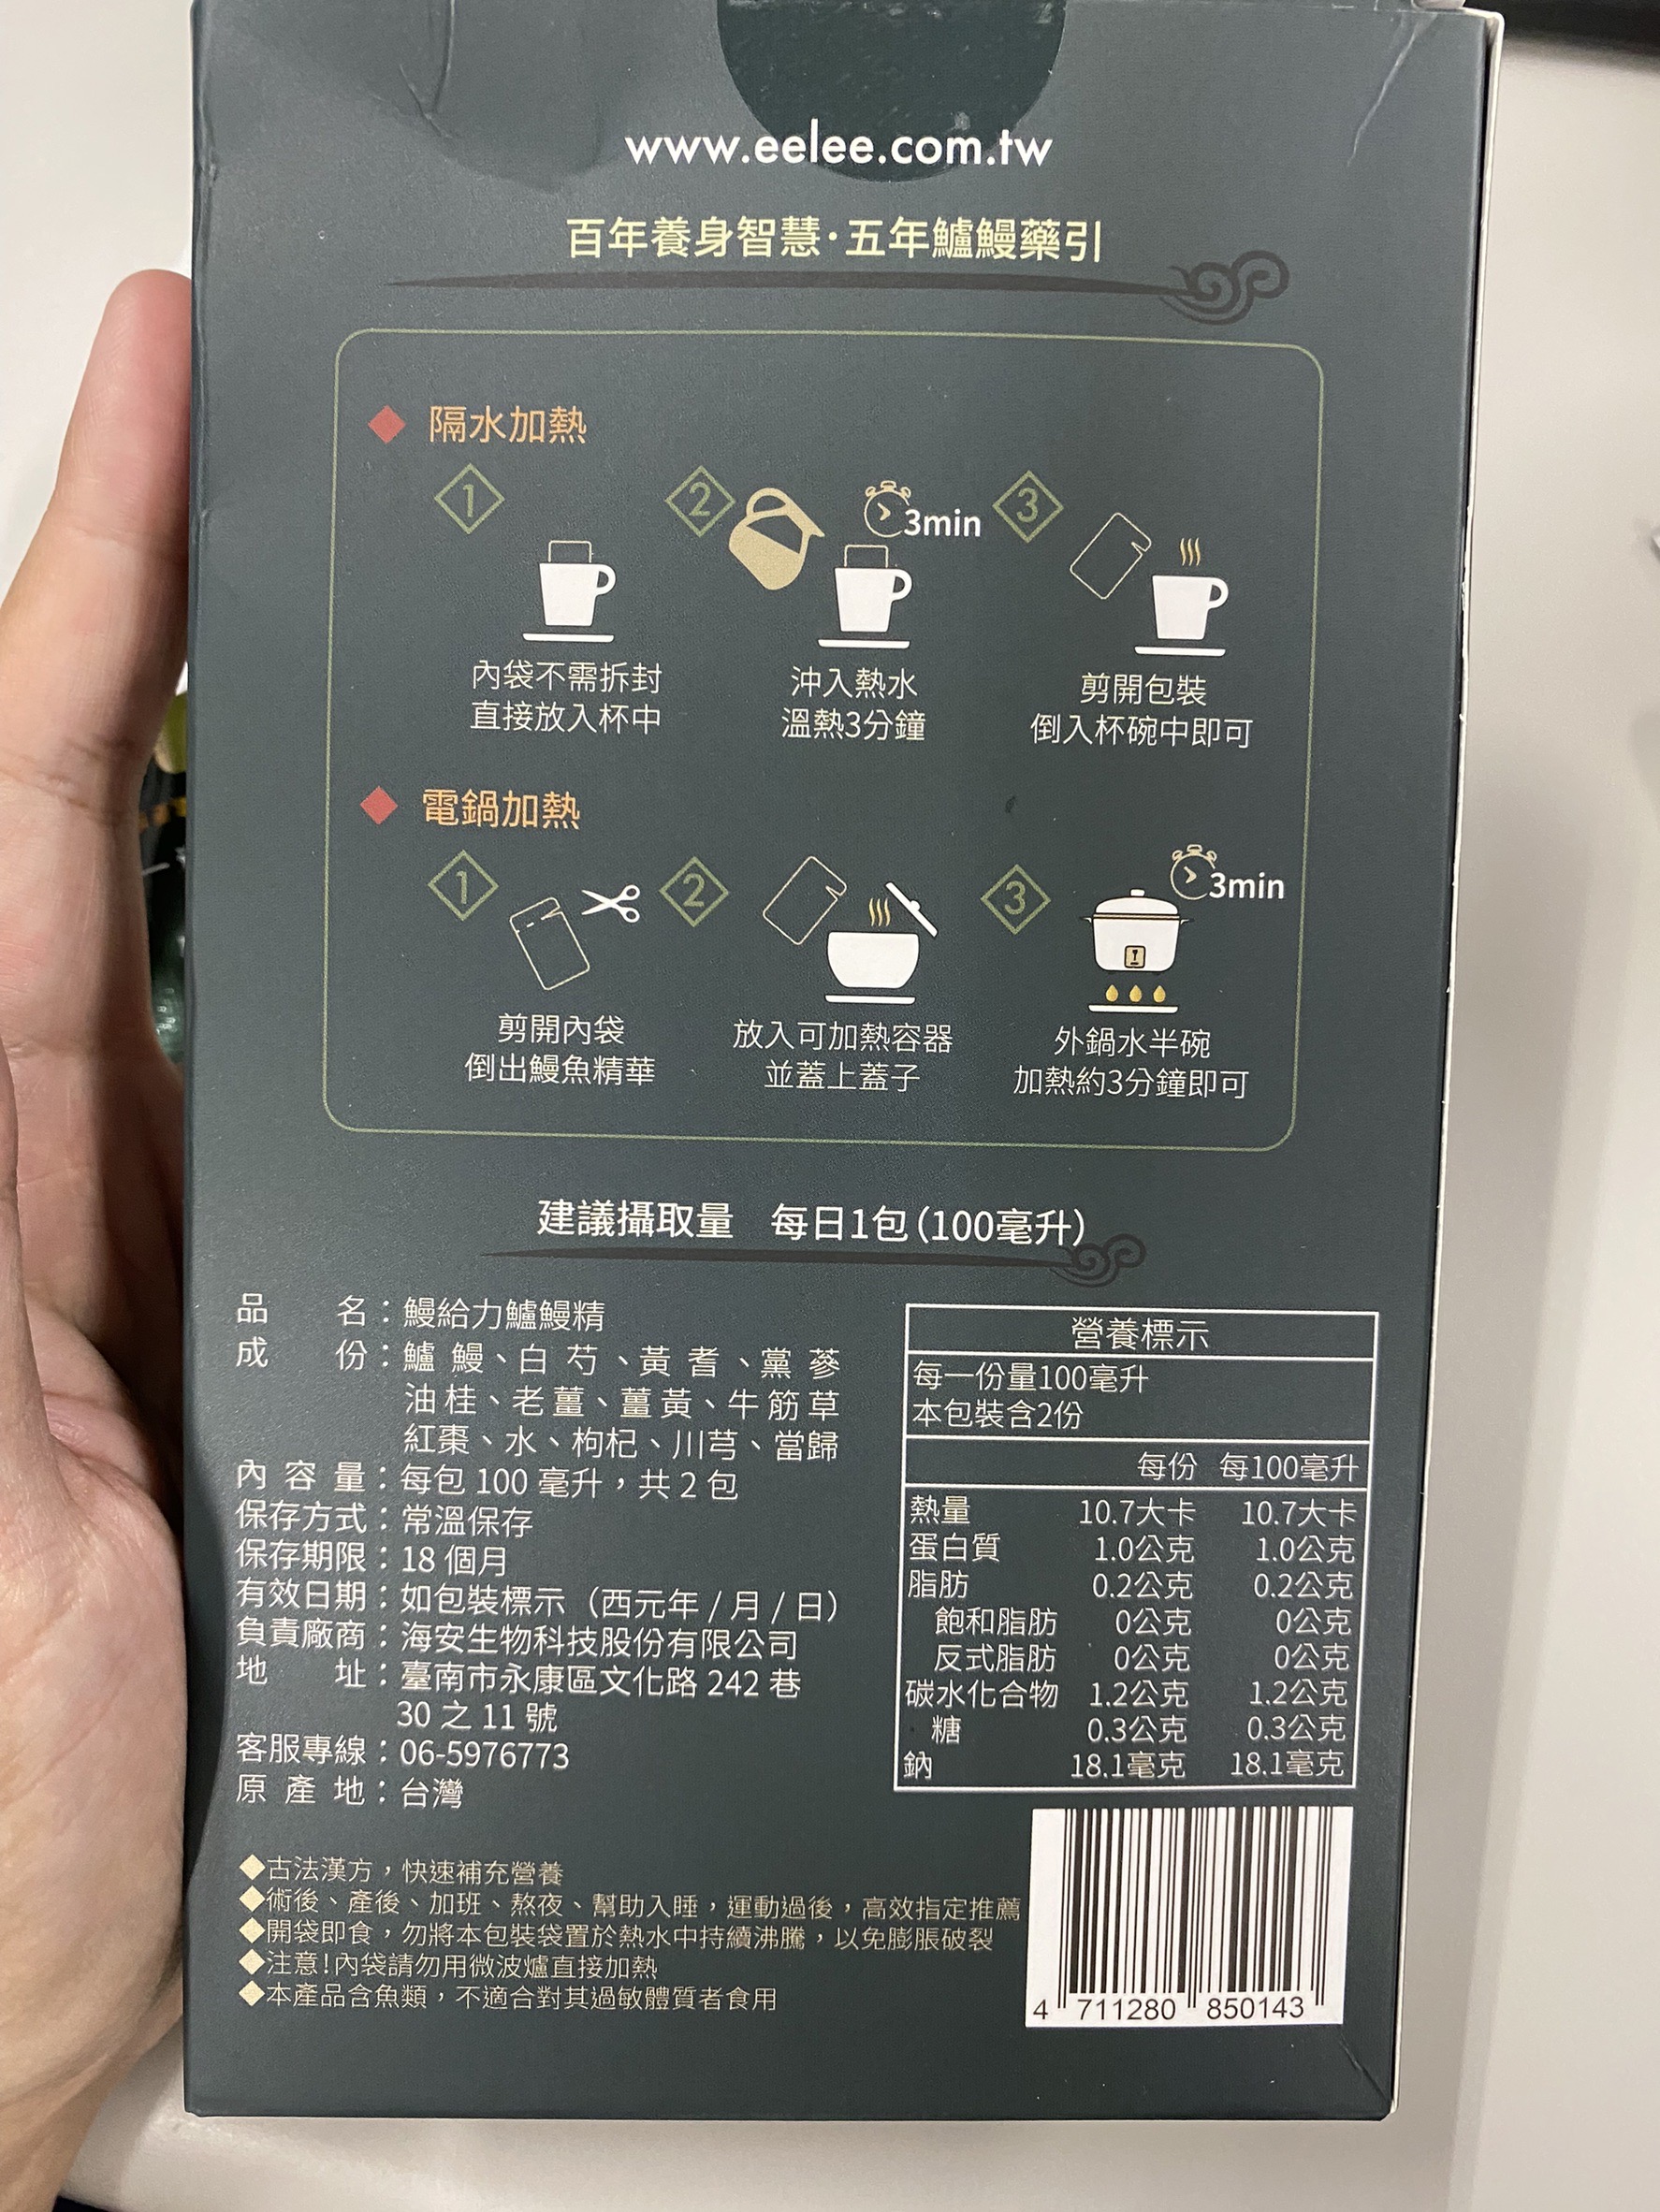 www.eelee.com.tw
百年養身智慧·五年鱸鰻藥引
隔水加熱
1
2
3min
3
內袋不需拆封
直接放入杯中
沖入熱水
溫熱3分鐘
剪開包裝
倒入杯碗中即可
電鍋加熱
1
2
3
3min
剪開內袋
倒出鰻魚精華
放入可加熱容器
並蓋上蓋子
外鍋水半碗
加熱約3分鐘即可
建議攝取量 每日1包(100毫升)
品名：鰻給力鱸鰻精
成份：鱸鰻、白芍、黃耆、黨蔘
油桂、老薑、薑黃、牛筋草
紅棗、水、枸杞、川芎、當歸
內容量：每包 100 毫升，共 2 包
保存方式：常溫保存
保存期限：18 個月
有效日期：如包裝標示（西元年 / 月 / 日）
負責廠商：海安生物科技股份有限公司
地址：臺南市永康區文化路 242 巷
30 之 11 號
客服專線：06-5976773
原產地：台灣
營養標示
每一份量100毫升
本包裝含2份
每份 每100毫升
熱量 10.7大卡 10.7大卡
蛋白質 1.0公克 1.0公克
脂肪 0.2公克 0.2公克
飽和脂肪 0公克 0公克
反式脂肪 0公克 0公克
碳水化合物 1.2公克 1.2公克
糖 0.3公克 0.3公克
鈉 18.1毫克 18.1毫克
◆古法漢方，快速補充營養
◆術後、產後、加班、熬夜、幫助入睡，運動過後，高效指定推薦
◆開袋即食，勿將本包裝袋置於熱水中持續沸騰，以免膨脹破裂
◆注意!內袋請勿用微波爐直接加熱
◆本產品含魚類，不適合對其過敏體質者食用
4 711280 850143